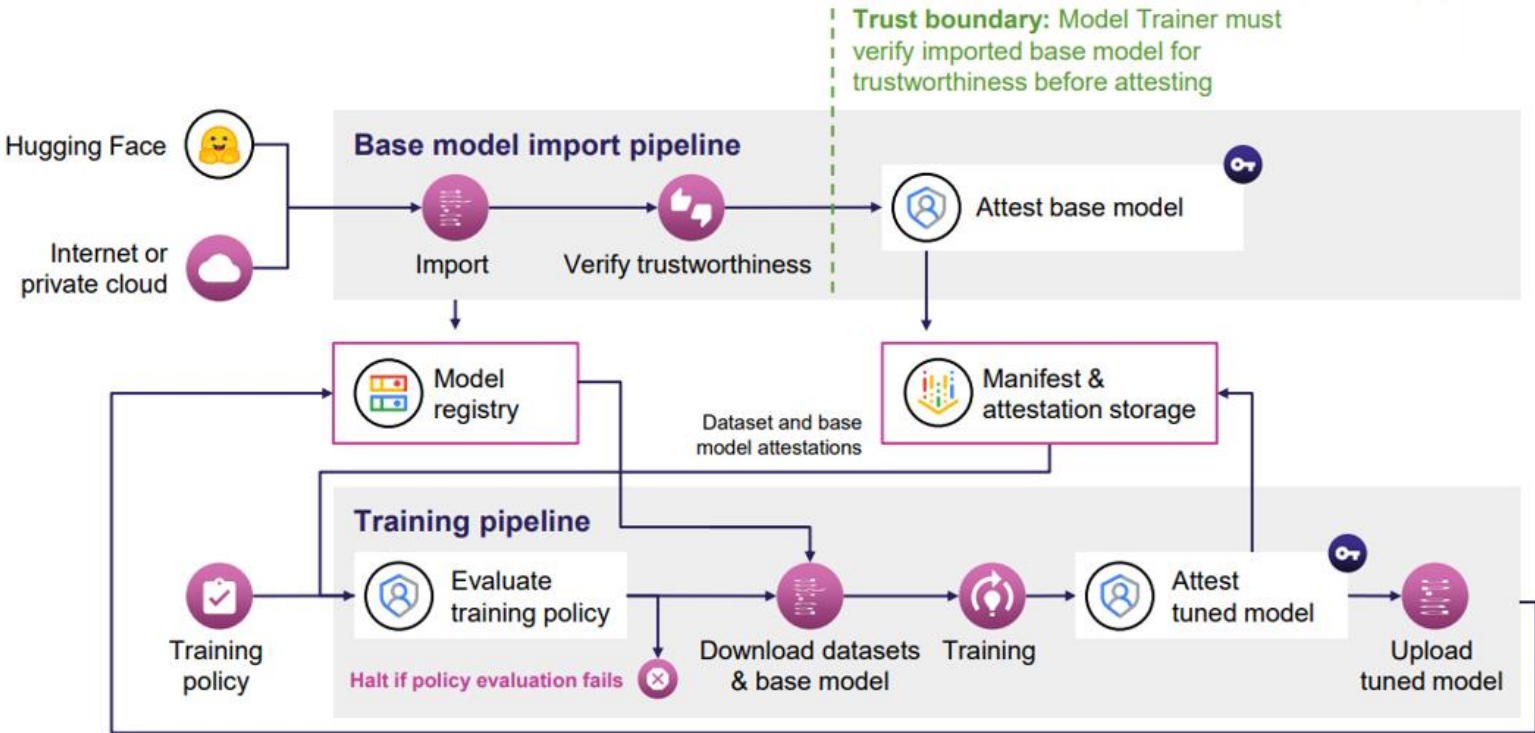 Trust boundary: Model Trainer must
verify imported base model for
trustworthiness before attesting
Hugging Face
Internet or
private cloud
Base model import pipeline
Import
Verify trustworthiness
Attest base model
Model
registry
Dataset and base
model attestations
Manifest &
attestation storage
Training pipeline
Training
policy
Evaluate
training policy
Halt if policy evaluation fails
Download datasets
& base model
Training
Attest
tuned model
Upload
tuned model